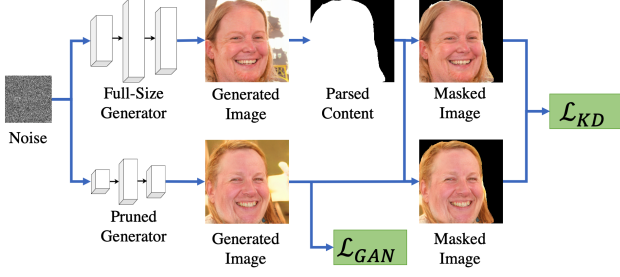 Full-Size
Generator
Generated
Image
Parsed
Content
Masked
Image
Noise
ℒ_KD
Pruned
Generator
Generated
Image
ℒ_GAN
Masked
Image